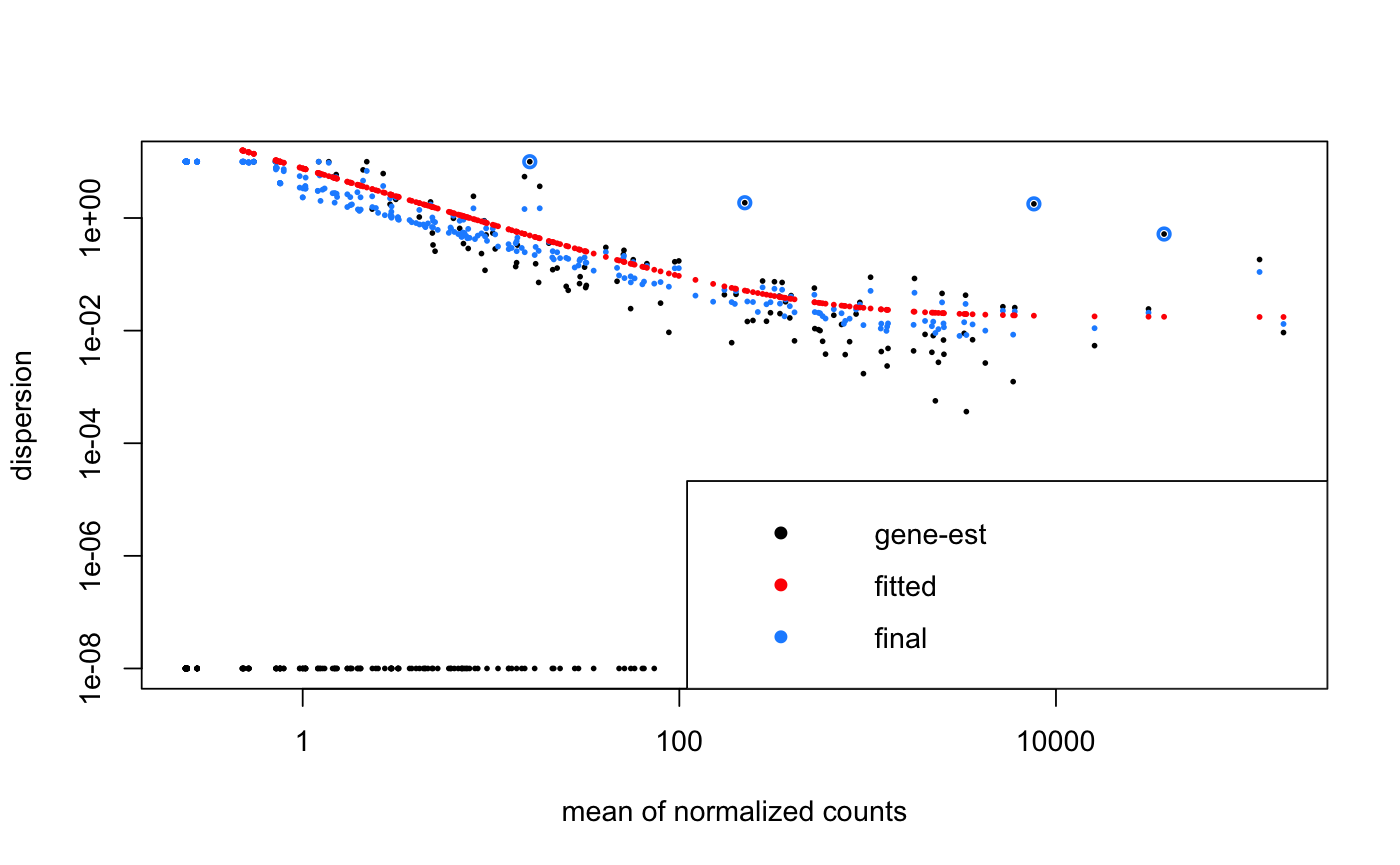 dispersion
1e+00
1e-02
1e-04
1e-06
1e-08
gene-est
fitted
final
1
100
10000
mean of normalized counts